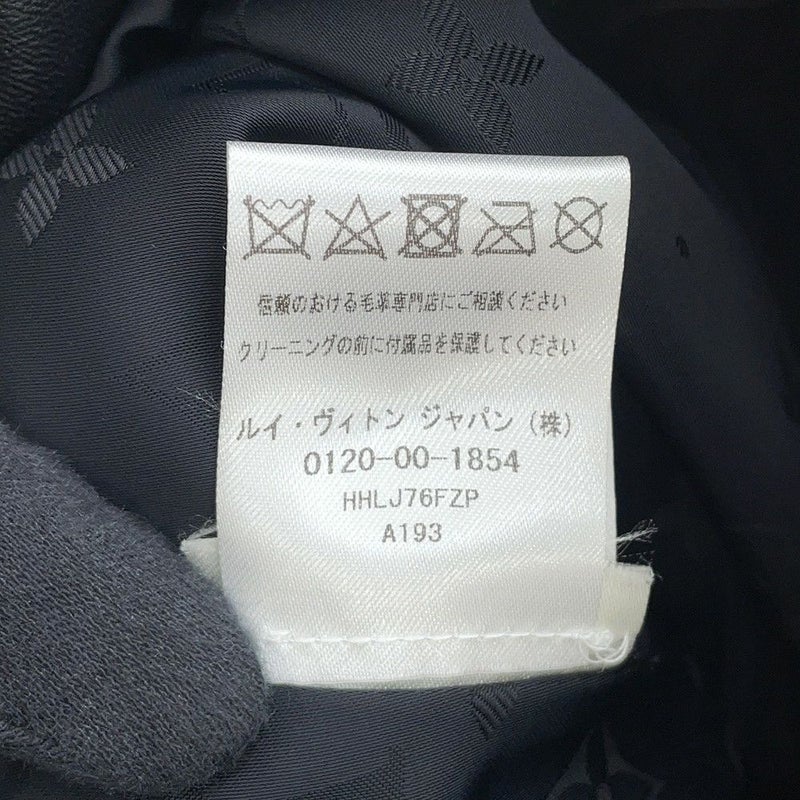 信頼のおける毛革専門店にご相談ください
クリーニングの前に付属品を保護してください
ルイ・ヴィトン ジャパン (株)
0120-00-1854
HHLJ76FZP
A193